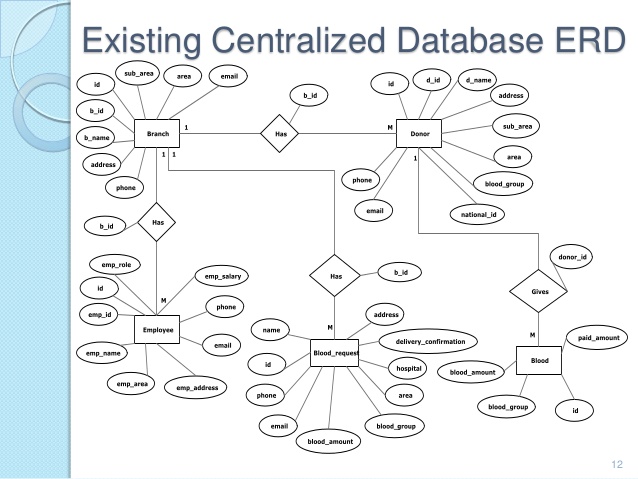 Existing Centralized Database ERD
sub_area
area
email
id
b_id
b_name
address
phone
Branch
1
b_id
Has
M
id
d_id
d_name
address
sub_area
area
blood_group
national_id
phone
email
Donor
1
1 1
b_id
Has
M
emp_role
id
emp_id
emp_name
emp_area
emp_address
email
phone
emp_salary
Employee
Has
b_id
M
name
id
phone
email
blood_amount
blood_group
area
hospital
delivery_confirmation
address
Blood_request
donor_id
Gives
M
Blood
paid_amount
blood_amount
blood_group
id
12